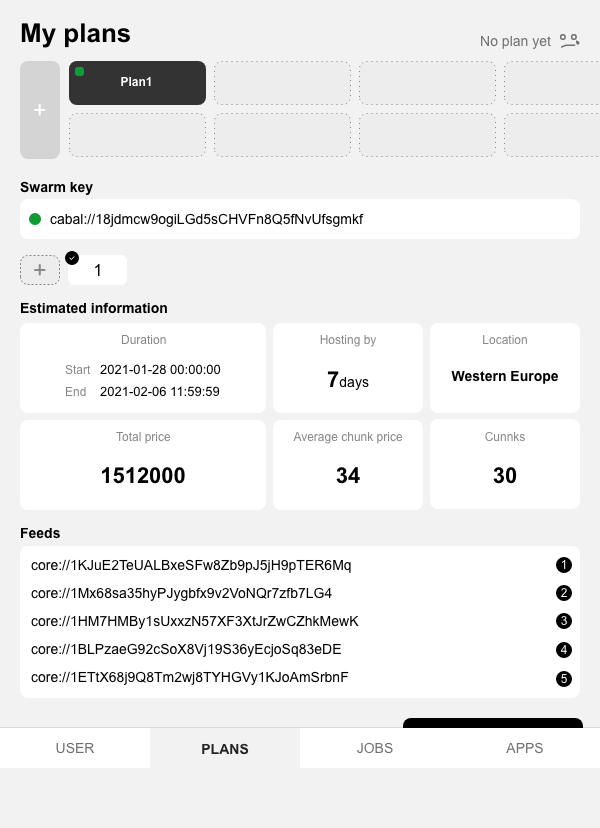 My plans
No plan yet
+
Plan1
Swarm key
cabal://18jdmcw9ogiLGd5sCHVFn8Q5fNvUfsgmkf
+
1
Estimated information
Duration
Start 2021-01-28 00:00:00
End 2021-02-06 11:59:59
Hosting by
7days
Location
Western Europe
Total price
1512000
Average chunk price
34
Cunnks
30
Feeds
core://1KJuE2TeUALBxeSFw8Zb9pJ5jH9pTER6Mq 1
core://1Mx68sa35hyPJygbfx9v2VoNQr7zfb7LG4 2
core://1HM7HMBy1sUxxzN57XF3XtJrZwCZhkMewK 3
core://1BLPzaeG92cSoX8Vj19S36yEcjoSq83eDE 4
core://1ETtX68j9Q8Tm2wj8TYHGVy1KJoAmSrbnF 5
USER PLANS JOBS APPS